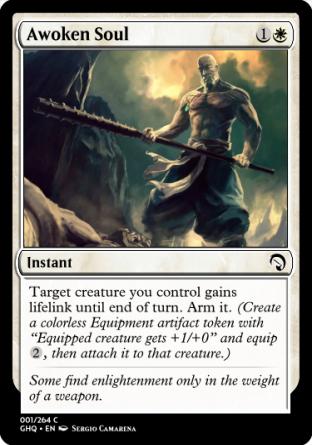 Awoken Soul 1
Instant
Target creature you control gains
lifelink until end of turn. Arm it. (Create
a colorless Equipment artifact token with
“Equipped creature gets +1/+0” and equip
2, then attach it to that creature.)
Some find enlightenment only in the weight
of a weapon.
001/264 C
GHQ • EN Sergio Camarena